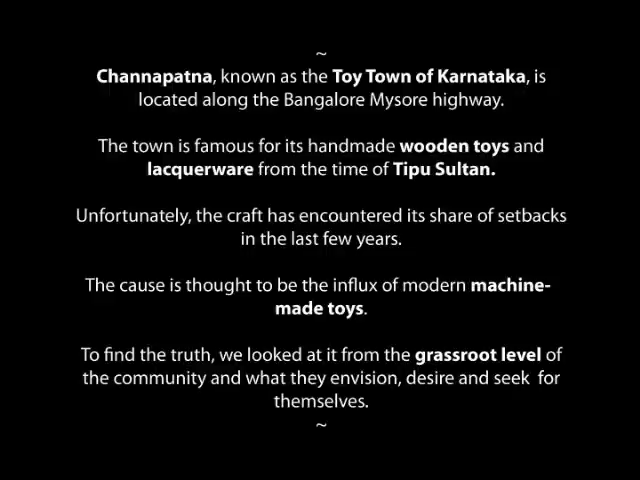 ~
Channapatna, known as the Toy Town of Karnataka, is
located along the Bangalore Mysore highway.
The town is famous for its handmade wooden toys and
lacquerware from the time of Tipu Sultan.
Unfortunately, the craft has encountered its share of setbacks
in the last few years.
The cause is thought to be the influx of modern machine-
made toys.
To find the truth, we looked at it from the grassroot level of
the community and what they envision, desire and seek for
themselves.
~